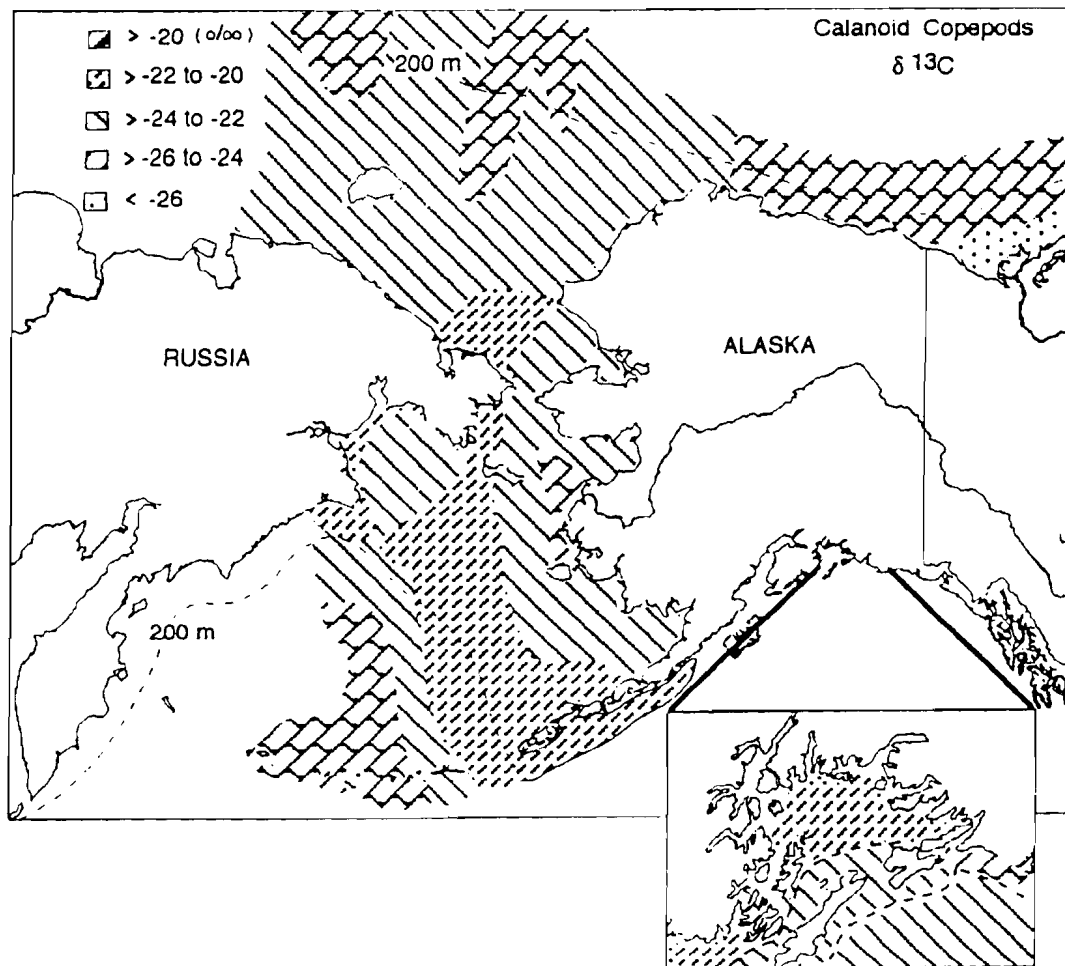 > -20 (o/oo)
> -22 to -20
> -24 to -22
> -26 to -24
< -26
Calanoid Copepods
δ 13C
200 m
RUSSIA
ALASKA
200 m